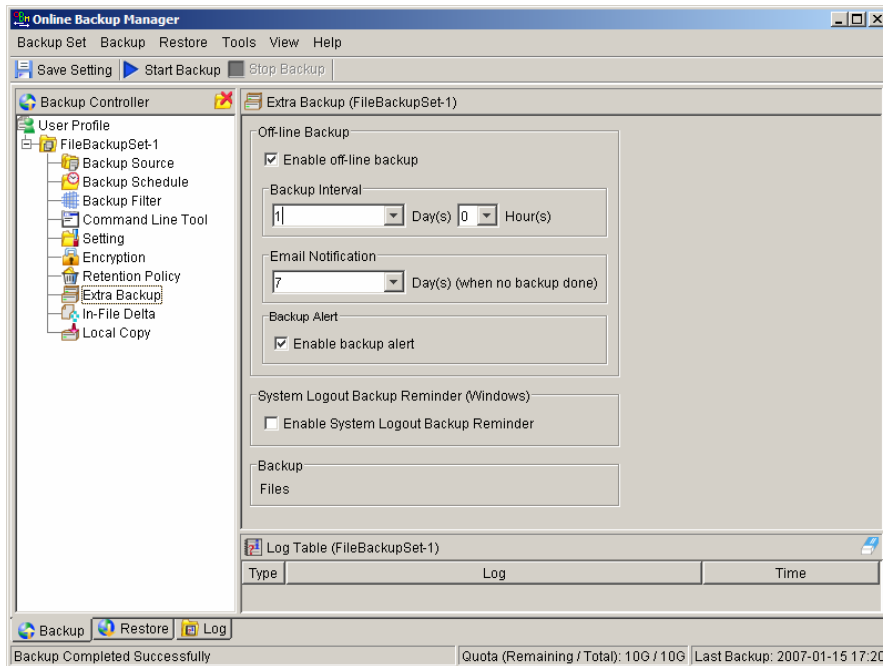 Online Backup Manager
Backup Set Backup Restore Tools View Help
Save Setting Start Backup Stop Backup
Backup Controller
User Profile
FileBackupSet-1
Backup Source
Backup Schedule
Backup Filter
Command Line Tool
Setting
Encryption
Retention Policy
Extra Backup
In-File Delta
Local Copy
Extra Backup (FileBackupSet-1)
Off-line Backup
Enable off-line backup
Backup Interval
1 Day(s) 0 Hour(s)
Email Notification
7 Day(s) (when no backup done)
Backup Alert
Enable backup alert
System Logout Backup Reminder (Windows)
Enable System Logout Backup Reminder
Backup
Files
Log Table (FileBackupSet-1)
Type Log Time
Backup Restore Log
Backup Completed Successfully Quota (Remaining / Total): 10G / 10G Last Backup: 2007-01-15 17:20